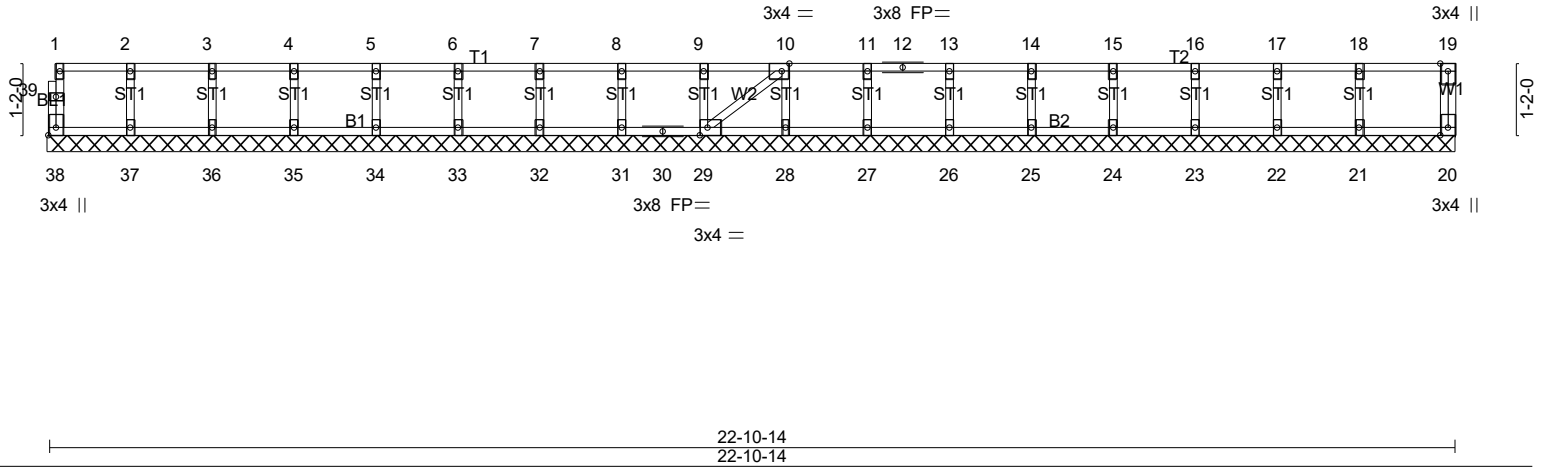 3x4 = 3x8 FP= 3x4 ||
1 2 3 4 5 6 7 8 9 10 11 12 13 14 15 16 17 18 19
T1 T2
1-2-0 39 BL1 ST1 ST1 ST1 ST1 ST1 ST1 ST1 ST1 W2 ST1 ST1 ST1 ST1 ST1 ST1 ST1 ST1 W1 1-2-0
B1 B2
38 37 36 35 34 33 32 31 30 29 28 27 26 25 24 23 22 21 20
3x4 || 3x8 FP= 3x4 ||
3x4 =
22-10-14
22-10-14